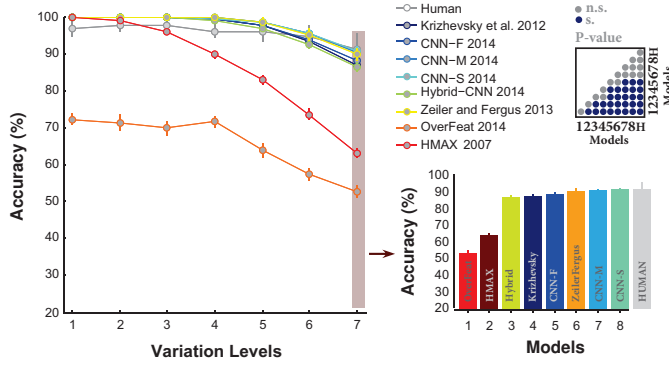 Accuracy (%)
100
90
80
70
100
60
50
40
100
30
20
1 2 3 4 5 6 7
Variation Levels
Human
Krizhevsky et al. 2012
CNN–F 2014
CNN–M 2014
CNN–S 2014
Hybrid–CNN 2014
Zeiler and Fergus 2013
OverFeat 2014
HMAX 2007
n.s.
s.
P-value
12345678H
Models
12345678H
Models
Accuracy (%)
100
90
80
70
60
50
40
30
20
OverFeat
HMAX
Hybrid
Krizhevsky
CNN-F
ZeilerFergus
CNN-M
CNN-S
HUMAN
1 2 3 4 5 6 7 8
Models